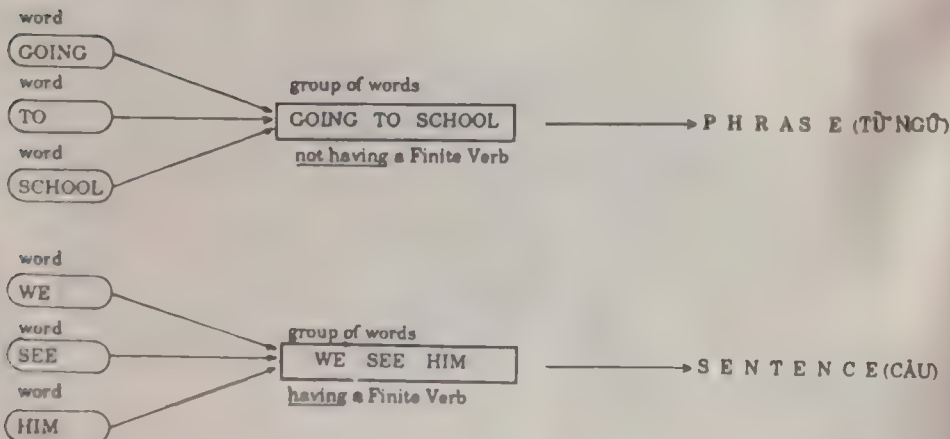 word
GOING
word
TO
word
SCHOOL
group of words
GOING TO SCHOOL
not having a Finite Verb
PHRASE (TỪ NGỮ)
word
WE
word
SEE
word
HIM
group of words
WE SEE HIM
having a Finite Verb
SENTENCE (CÂU)